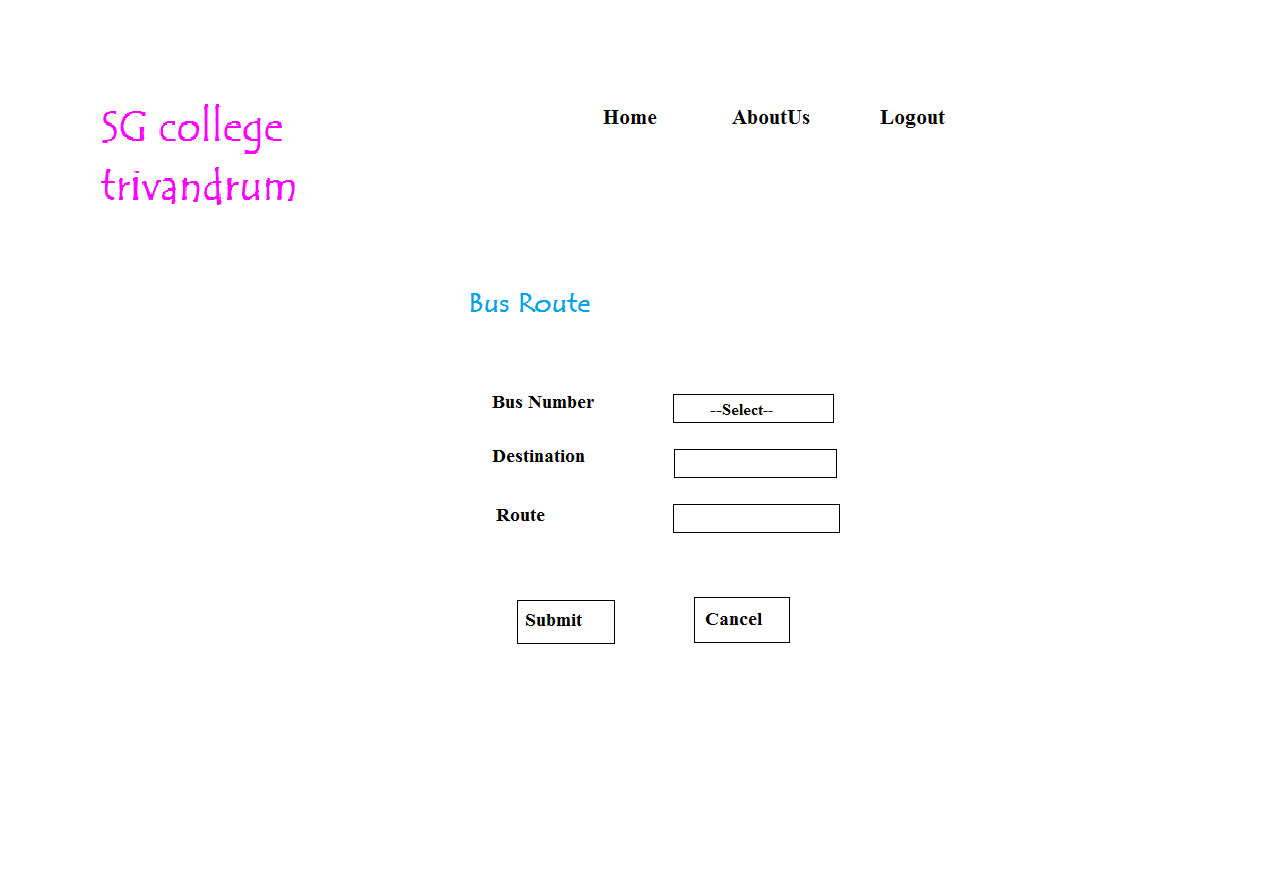 SG college
trivandrum
Home AboutUs Logout
Bus Route
Bus Number --Select--
Destination
Route
Submit Cancel